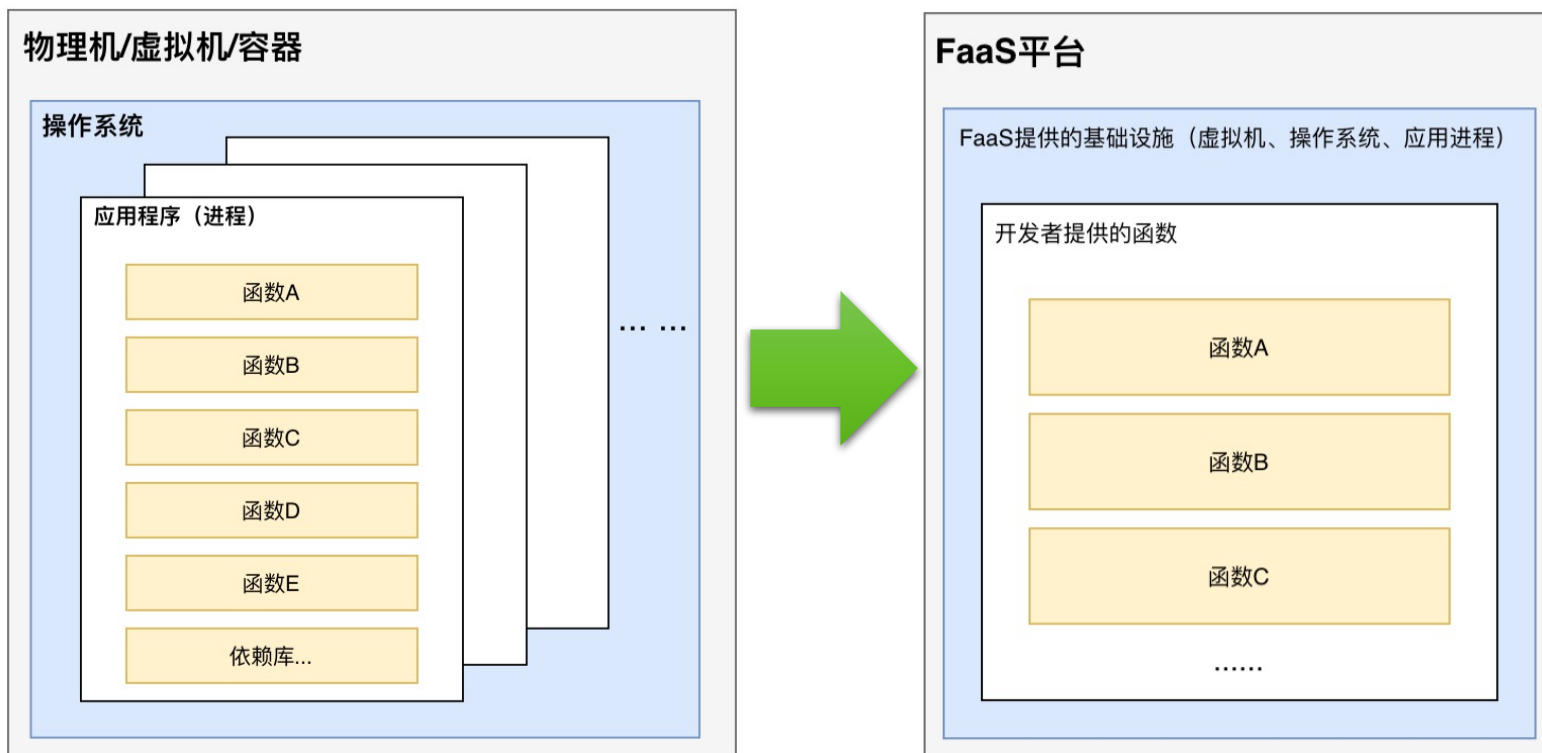 物理机/虚拟机/容器
操作系统
应用程序（进程）
函数A
函数B
函数C
函数D
函数E
依赖库...
... ...
FaaS平台
FaaS提供的基础设施（虚拟机、操作系统、应用进程）
开发者提供的函数
函数A
函数B
函数C
......